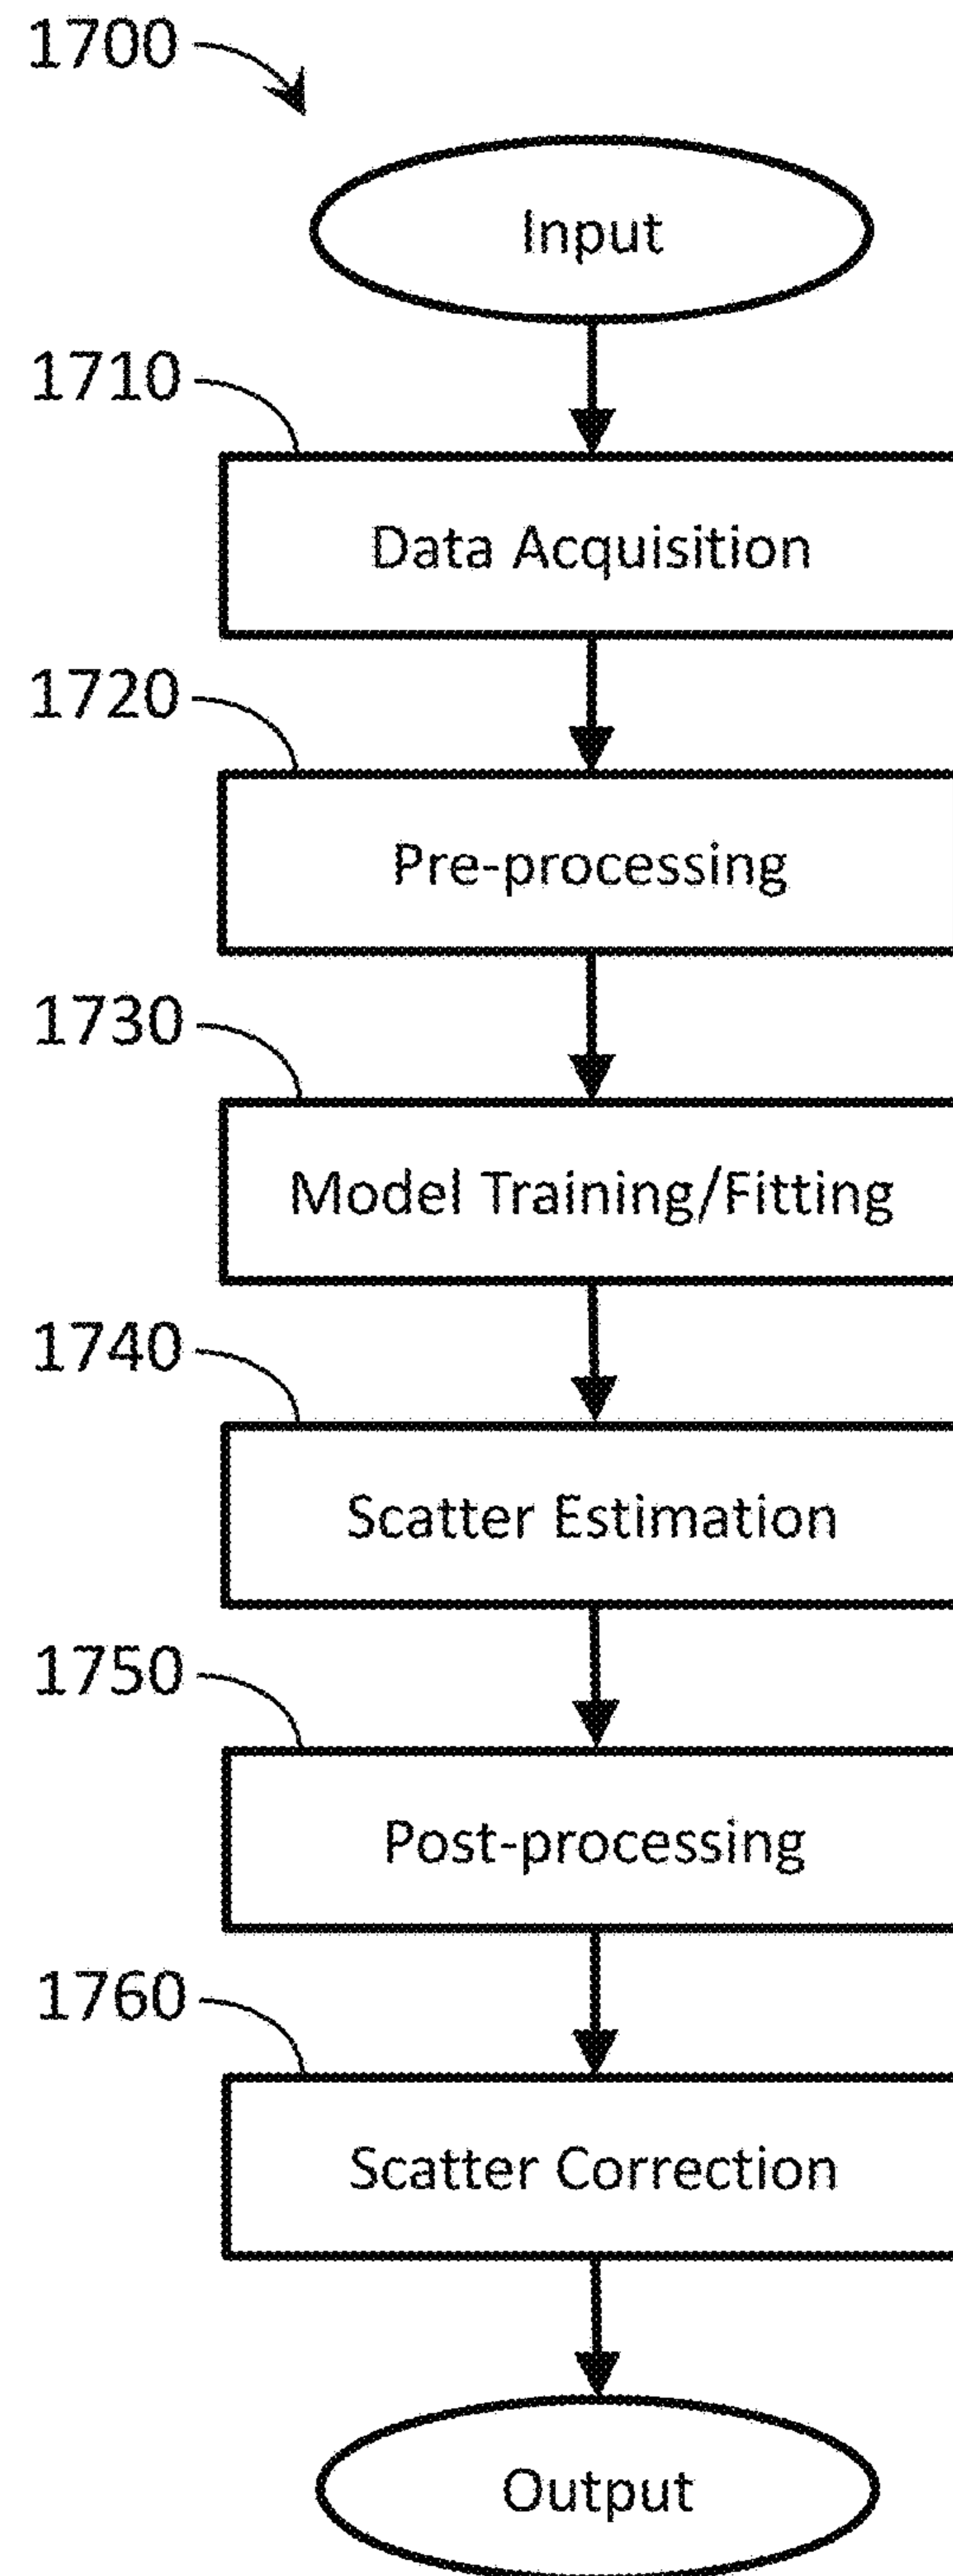 1700
Input
1710
Data Acquisition
1720
Pre-processing
1730
Model Training/Fitting
1740
Scatter Estimation
1750
Post-processing
1760
Scatter Correction
Output